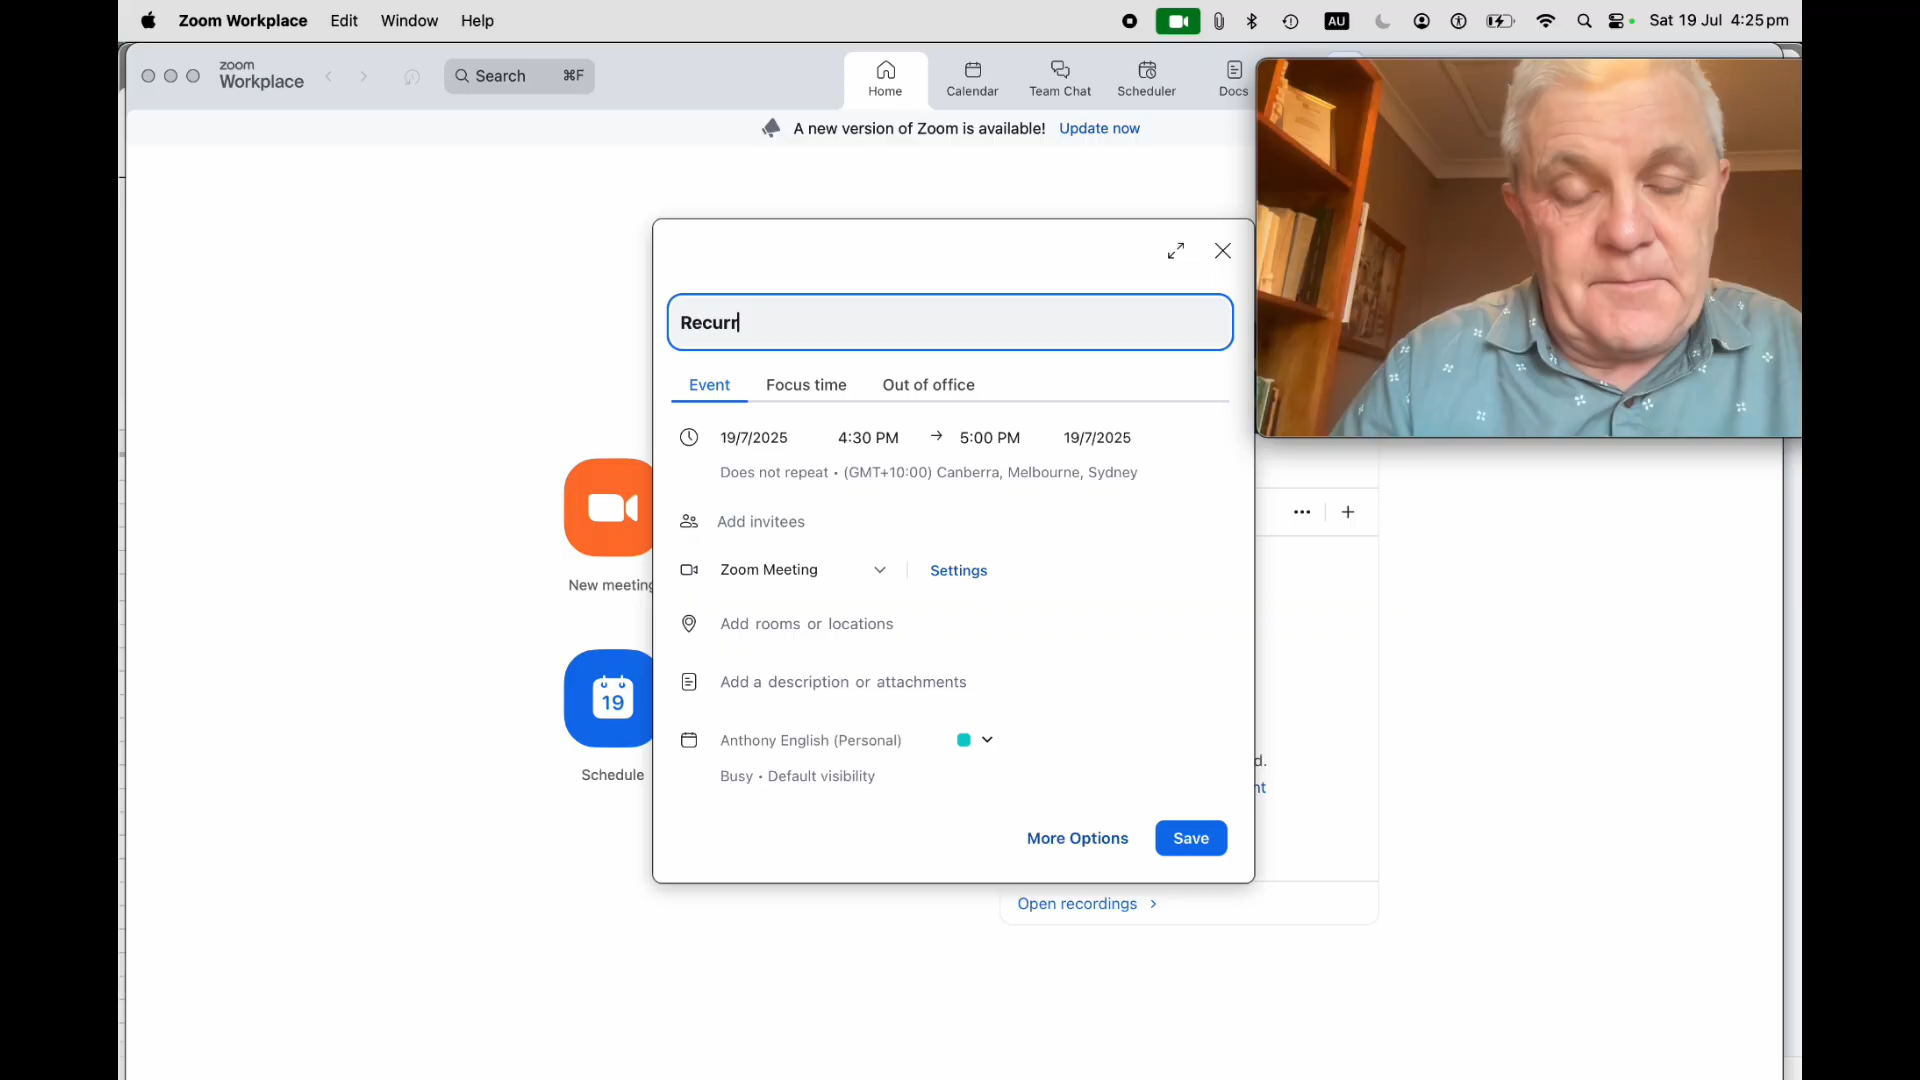 Zoom Workplace Edit Window Help
AU
Sat 19 Jul 4:25 pm
zoom
Workplace
Search ⌘F
Home
Calendar
Team Chat
Scheduler
Docs
A new version of Zoom is available! Update now
Recurr
Event Focus time Out of office
19/7/2025 4:30 PM → 5:00 PM 19/7/2025
Does not repeat • (GMT+10:00) Canberra, Melbourne, Sydney
Add invitees
Zoom Meeting Settings
New meeting
Add rooms or locations
Add a description or attachments
19
Schedule
Anthony English (Personal)
d.
Busy • Default visibility
nt
More Options Save
Open recordings >